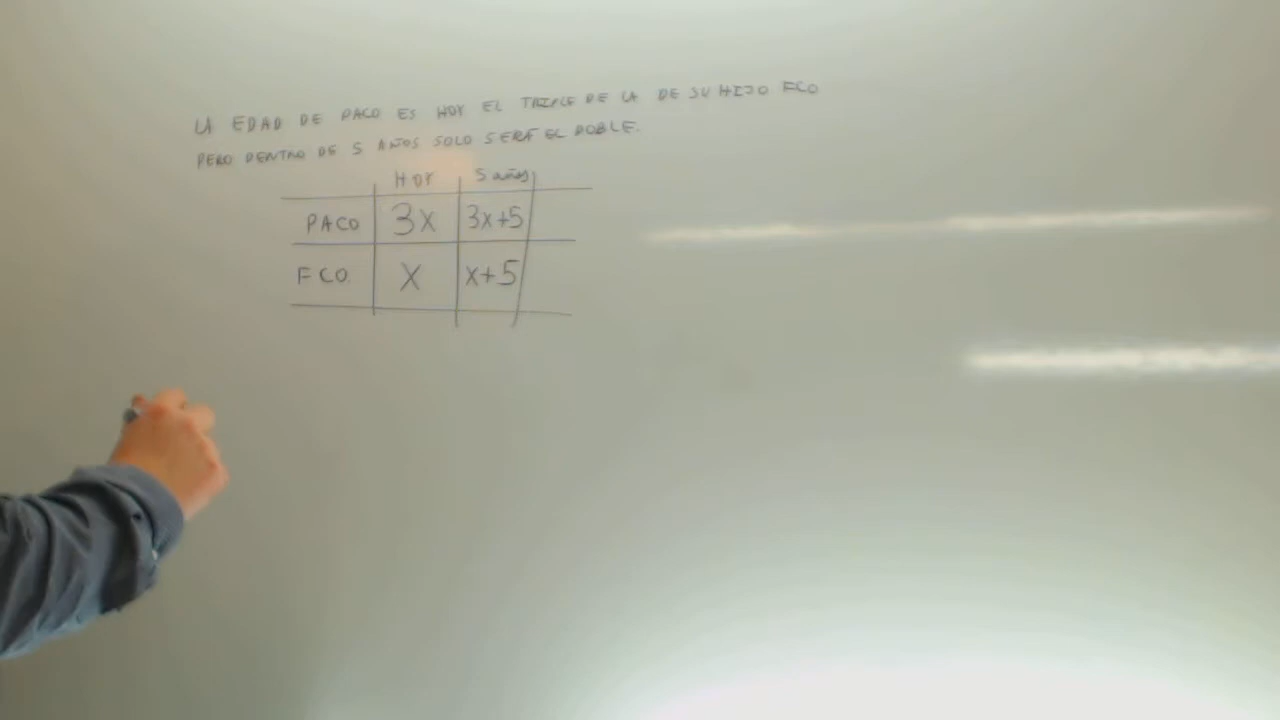 LA EDAD DE PACO ES HOY EL TRIPLE DE LA DE SU HIJO FCO
PERO DENTRO DE 5 AÑOS SOLO SERÁ EL DOBLE.
HOY 5 años
PACO 3x 3x+5
FCO. x x+5